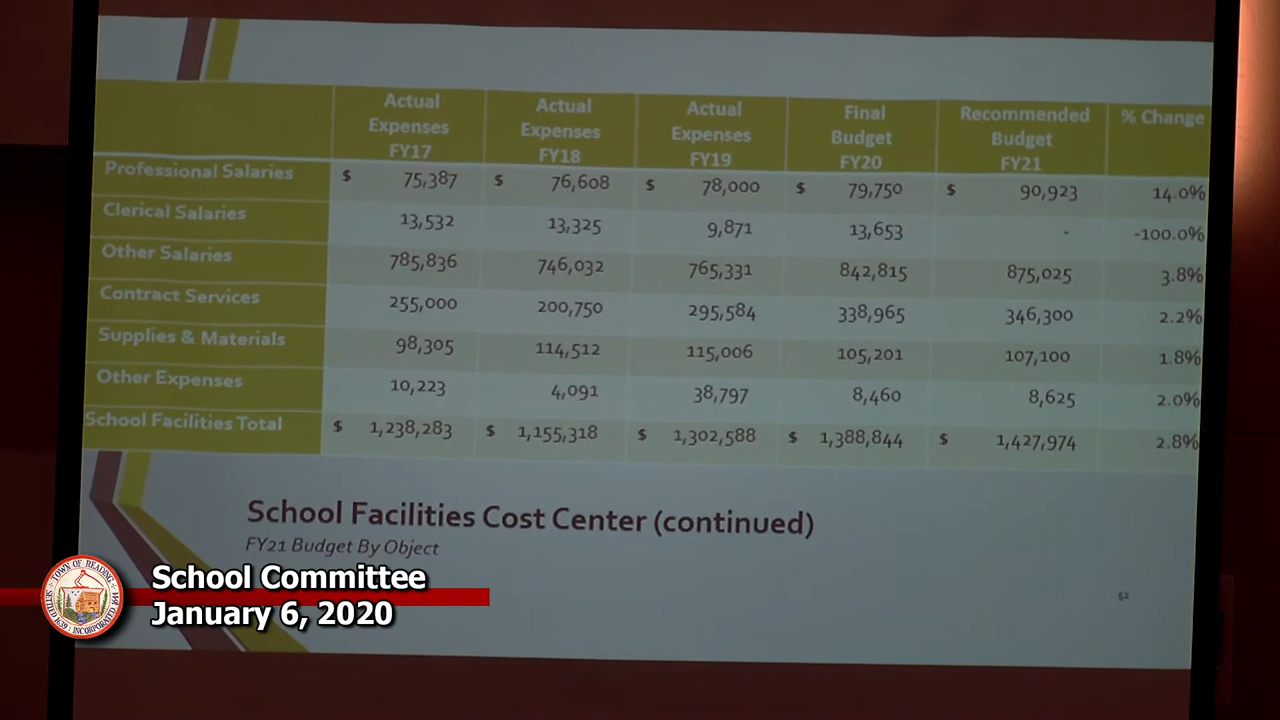 Actual Expenses FY17 Actual Expenses FY18 Actual Expenses FY19 Final Budget FY20 Recommended Budget FY21 % Change
Professional Salaries $ 75,387 $ 76,608 $ 78,000 $ 79,750 $ 90,923 14.0%
Clerical Salaries 13,532 13,325 9,871 13,653 - -100.0%
Other Salaries 785,836 746,032 765,331 842,815 875,025 3.8%
Contract Services 255,000 200,750 295,584 338,965 346,300 2.2%
Supplies & Materials 98,305 114,512 115,006 105,201 107,100 1.8%
Other Expenses 10,223 4,091 38,797 8,460 8,625 2.0%
School Facilities Total $ 1,238,283 $ 1,155,318 $ 1,302,588 $ 1,388,844 $ 1,427,974 2.8%
School Facilities Cost Center (continued)
FY21 Budget By Object
52
TOWN OF READING
SETTLED 1639 INCORPORATED 1644
School Committee
January 6, 2020